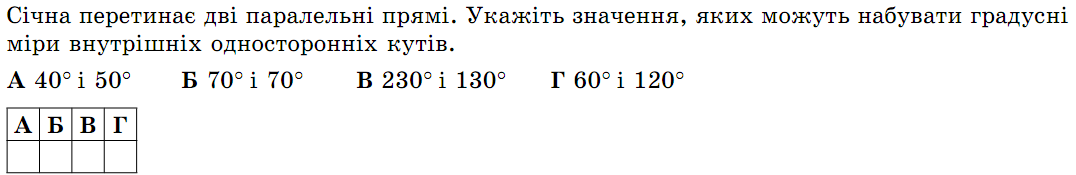 Січна перетинає дві паралельні прямі. Укажіть значення, яких можуть набувати градусні
міри внутрішніх односторонніх кутів.
А 40° і 50° Б 70° і 70° В 230° і 130° Г 60° і 120°
А Б В Г